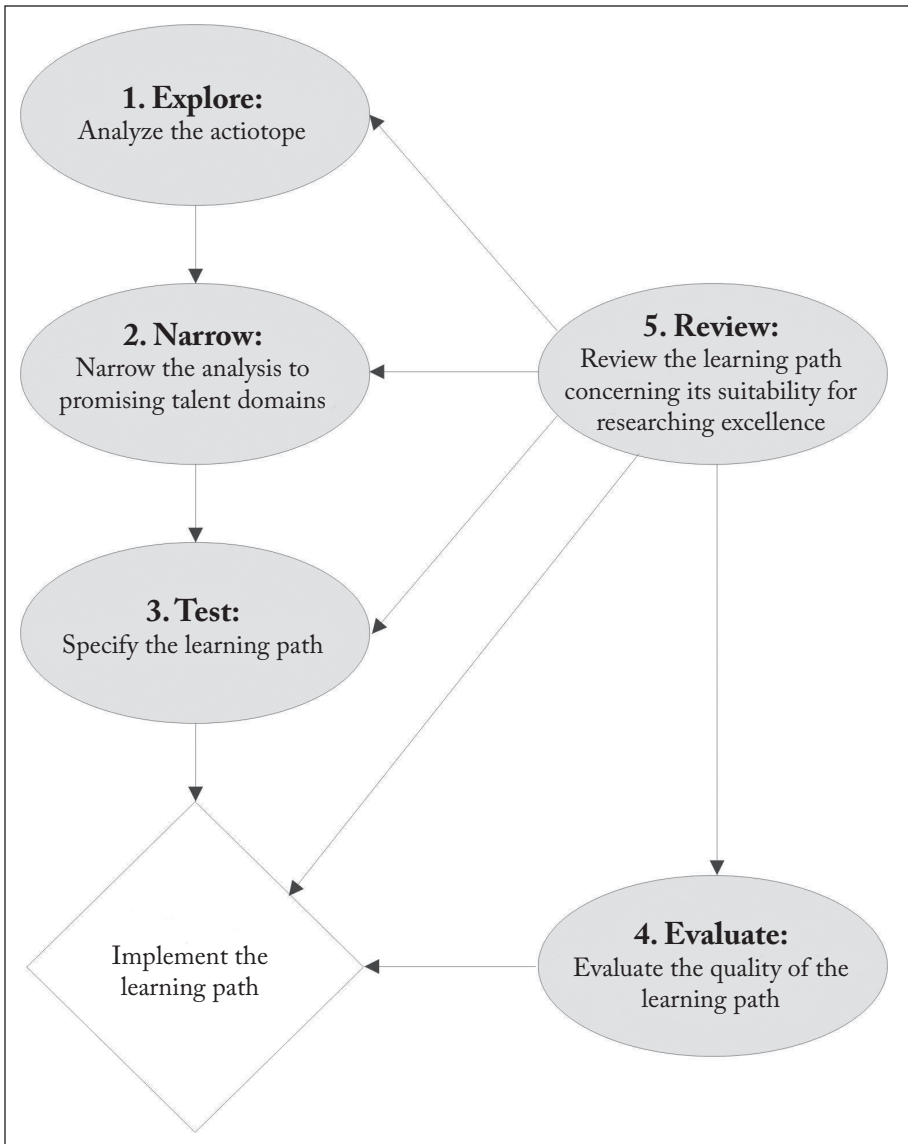 1. Explore:
Analyze the actiotope
2. Narrow:
Narrow the analysis to
promising talent domains
5. Review:
Review the learning path
concerning its suitability for
researching excellence
3. Test:
Specify the learning path
Implement the
learning path
4. Evaluate:
Evaluate the quality of the
learning path